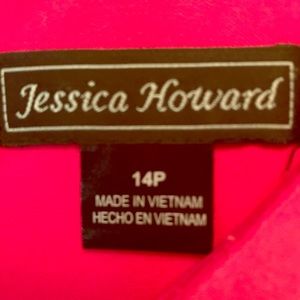 Jessica Howard
14P
MADE IN VIETNAM
HECHO EN VIETNAM